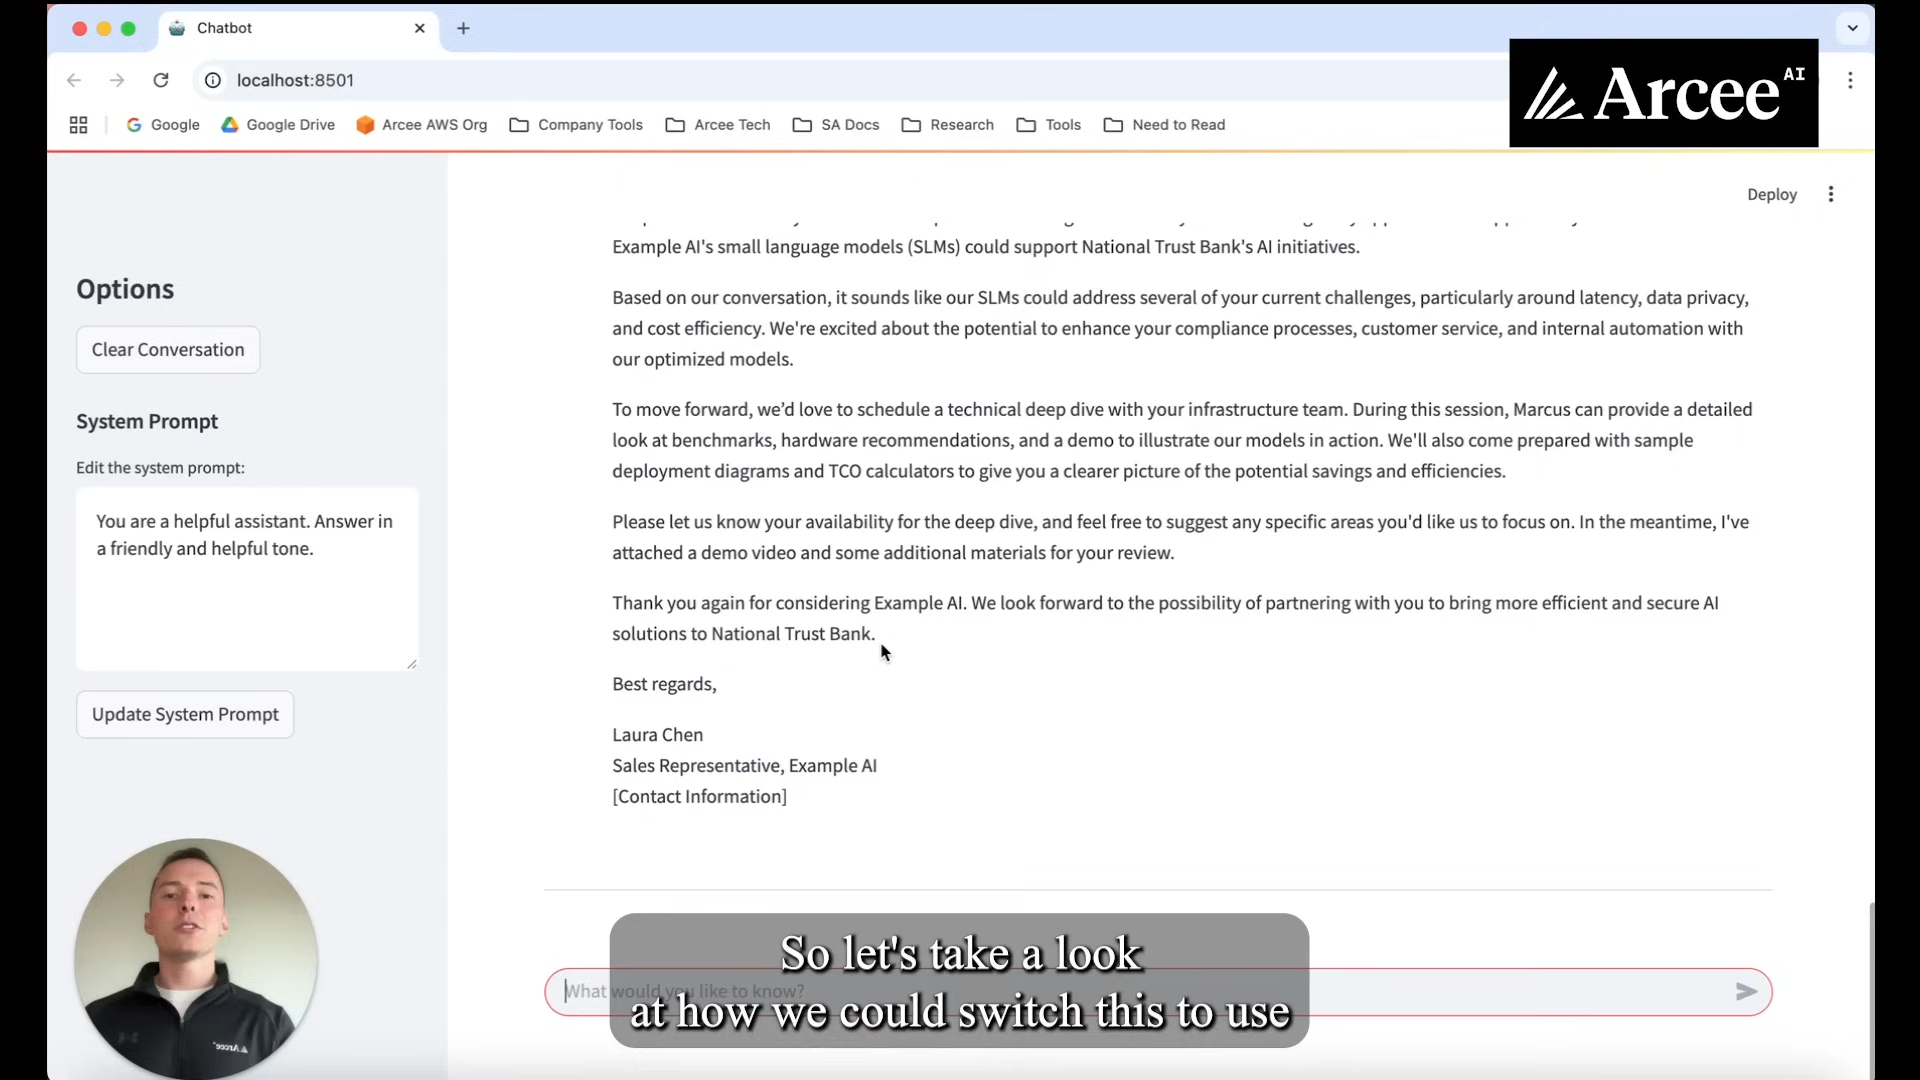 Chatbot
localhost:8501
Arcee AI
Google
Google Drive
Arcee AWS Org
Company Tools
Arcee Tech
SA Docs
Research
Tools
Need to Read
Deploy
Options
Clear Conversation
System Prompt
Edit the system prompt:
You are a helpful assistant. Answer in
a friendly and helpful tone.
Update System Prompt
Example AI's small language models (SLMs) could support National Trust Bank's AI initiatives.
Based on our conversation, it sounds like our SLMs could address several of your current challenges, particularly around latency, data privacy,
and cost efficiency. We're excited about the potential to enhance your compliance processes, customer service, and internal automation with
our optimized models.
To move forward, we’d love to schedule a technical deep dive with your infrastructure team. During this session, Marcus can provide a detailed
look at benchmarks, hardware recommendations, and a demo to illustrate our models in action. We'll also come prepared with sample
deployment diagrams and TCO calculators to give you a clearer picture of the potential savings and efficiencies.
Please let us know your availability for the deep dive, and feel free to suggest any specific areas you'd like us to focus on. In the meantime, I've
attached a demo video and some additional materials for your review.
Thank you again for considering Example AI. We look forward to the possibility of partnering with you to bring more efficient and secure AI
solutions to National Trust Bank.
Best regards,
Laura Chen
Sales Representative, Example AI
[Contact Information]
What would you like to know?
So let's take a look
at how we could switch this to use
Arcee